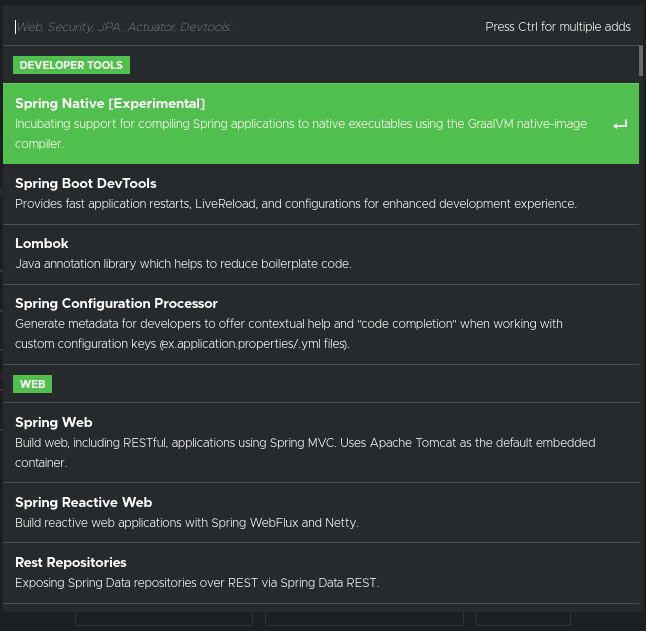 Web, Security, JPA, Actuator, Devtools...
Press Ctrl for multiple adds
DEVELOPER TOOLS
Spring Native [Experimental]
Incubating support for compiling Spring applications to native executables using the GraalVM native-image
compiler.
Spring Boot DevTools
Provides fast application restarts, LiveReload, and configurations for enhanced development experience.
Lombok
Java annotation library which helps to reduce boilerplate code.
Spring Configuration Processor
Generate metadata for developers to offer contextual help and "code completion" when working with
custom configuration keys (ex.application.properties/.yml files).
WEB
Spring Web
Build web, including RESTful, applications using Spring MVC. Uses Apache Tomcat as the default embedded
container.
Spring Reactive Web
Build reactive web applications with Spring WebFlux and Netty.
Rest Repositories
Exposing Spring Data repositories over REST via Spring Data REST.